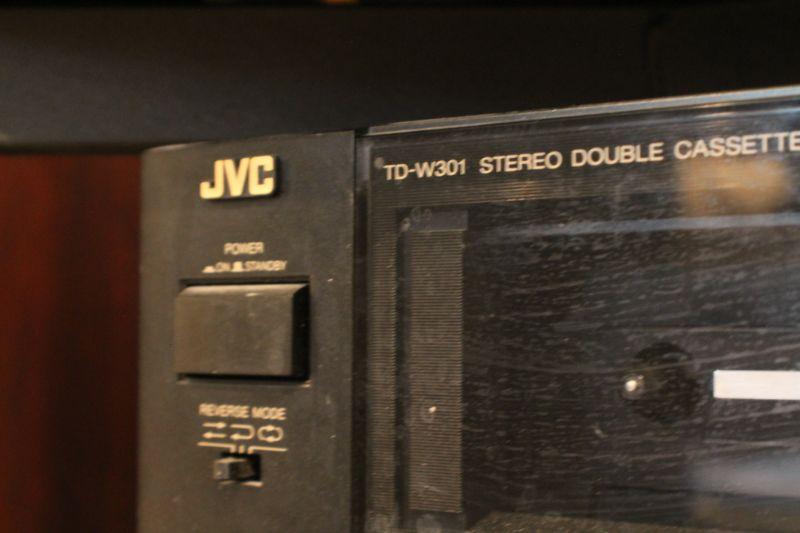 JVC
TD-W301 STEREO DOUBLE CASSETTE
POWER
ON STANDBY
REVERSE MODE